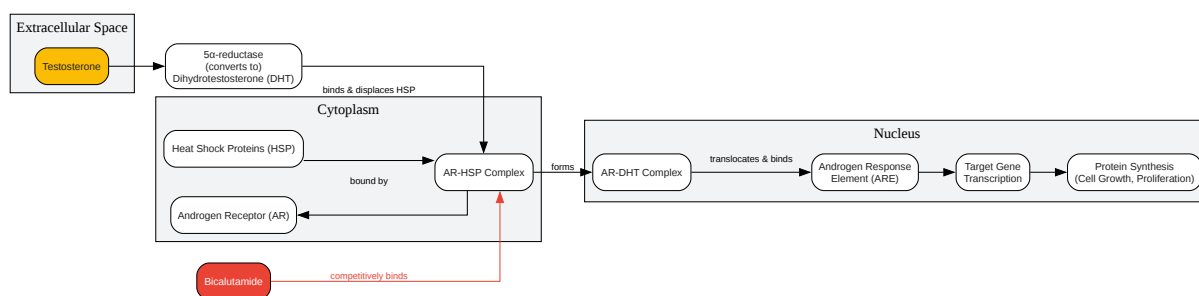 Extracellular Space
Testosterone
5α-reductase
(converts to)
Dihydrotestosterone (DHT)
binds & displaces HSP
Cytoplasm
Heat Shock Proteins (HSP)
AR-HSP Complex
bound by
Androgen Receptor (AR)
Bicalutamide
competitively binds
forms
Nucleus
AR-DHT Complex
translocates & binds
Androgen Response
Element (ARE)
Target Gene
Transcription
Protein Synthesis
(Cell Growth, Proliferation)